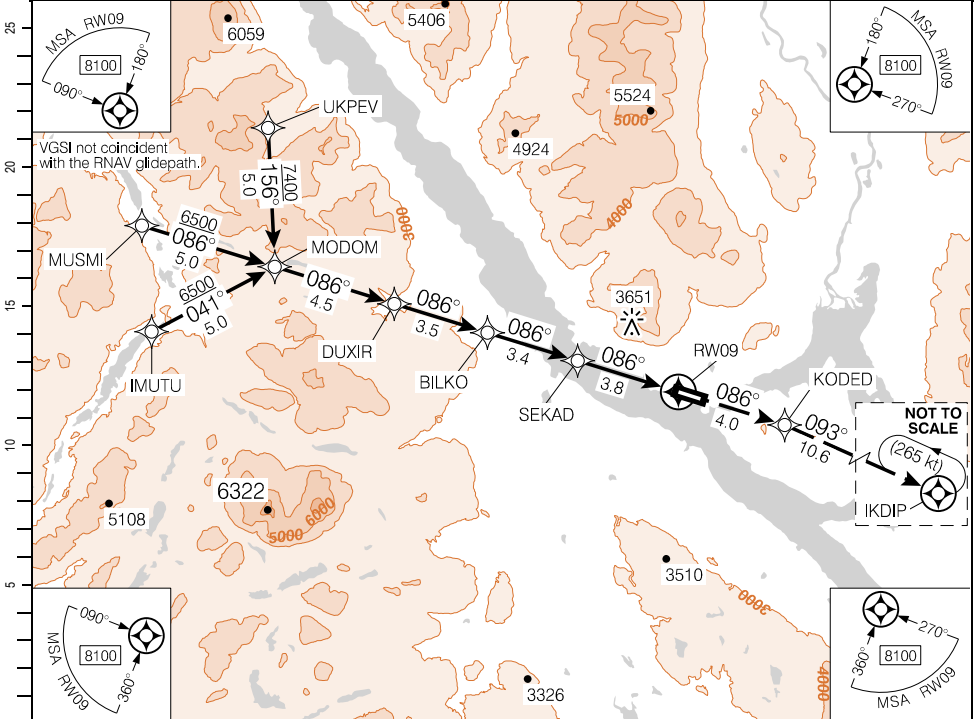 25
20
15
10
5
MSA RW09
8100
090°
180°
6059
5406
MSA RW09
8100
180°
270°
5524
5000
4924
UKPEV
VGSI not coincident
with the RNAV glidepath.
7400
156°
5.0
3000
4000
MUSMI
6500
086°
5.0
MODOM
6500
041°
5.0
IMUTU
086°
4.5
DUXIR
086°
3.5
BILKO
086°
3.4
SEKAD
3651
086°
3.8
RW09
086°
4.0
KODED
093°
10.6
NOT TO
SCALE
(265 kt)
IKDIP
6322
5000
6000
5108
3510
3000
3326
4000
090°
8100
360°
MSA RW09
270°
8100
360°
MSA RW09